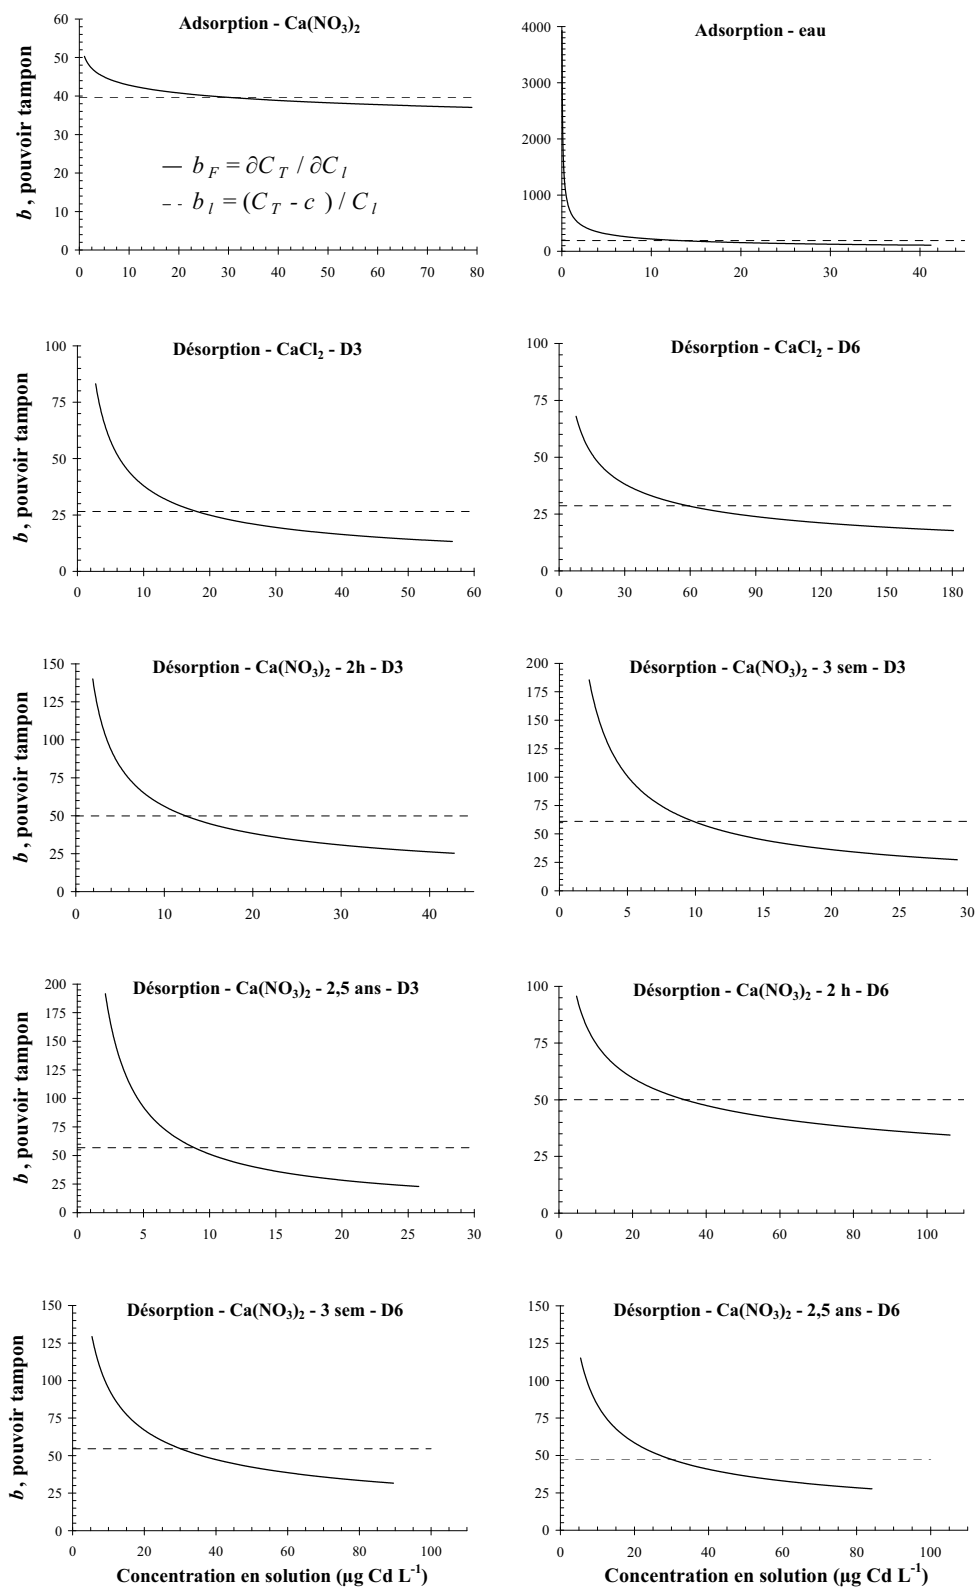 Adsorption - Ca(NO₃)₂
b, pouvoir tampon
60
50
40
30
20
10
0
b_F = ∂C_T / ∂C_l
b_l = (C_T - c) / C_l
0 10 20 30 40 50 60 70 80
Adsorption - eau
4000
3000
2000
1000
0
0 10 20 30 40
Désorption - CaCl₂ - D3
b, pouvoir tampon
100
75
50
25
0
0 10 20 30 40 50 60
Désorption - CaCl₂ - D6
100
75
50
25
0
0 30 60 90 120 150 180
Désorption - Ca(NO₃)₂ - 2h - D3
b, pouvoir tampon
150
125
100
75
50
25
0
0 10 20 30 40
Désorption - Ca(NO₃)₂ - 3 sem - D3
200
175
150
125
100
75
50
25
0
0 5 10 15 20 25 30
Désorption - Ca(NO₃)₂ - 2,5 ans - D3
b, pouvoir tampon
200
175
150
125
100
75
50
25
0
0 5 10 15 20 25 30
Désorption - Ca(NO₃)₂ - 2 h - D6
100
75
50
25
0
0 20 40 60 80 100
Désorption - Ca(NO₃)₂ - 3 sem - D6
b, pouvoir tampon
150
125
100
75
50
25
0
0 20 40 60 80 100
Concentration en solution (µg Cd L⁻¹)
Désorption - Ca(NO₃)₂ - 2,5 ans - D6
150
125
100
75
50
25
0
0 20 40 60 80 100
Concentration en solution (µg Cd L⁻¹)